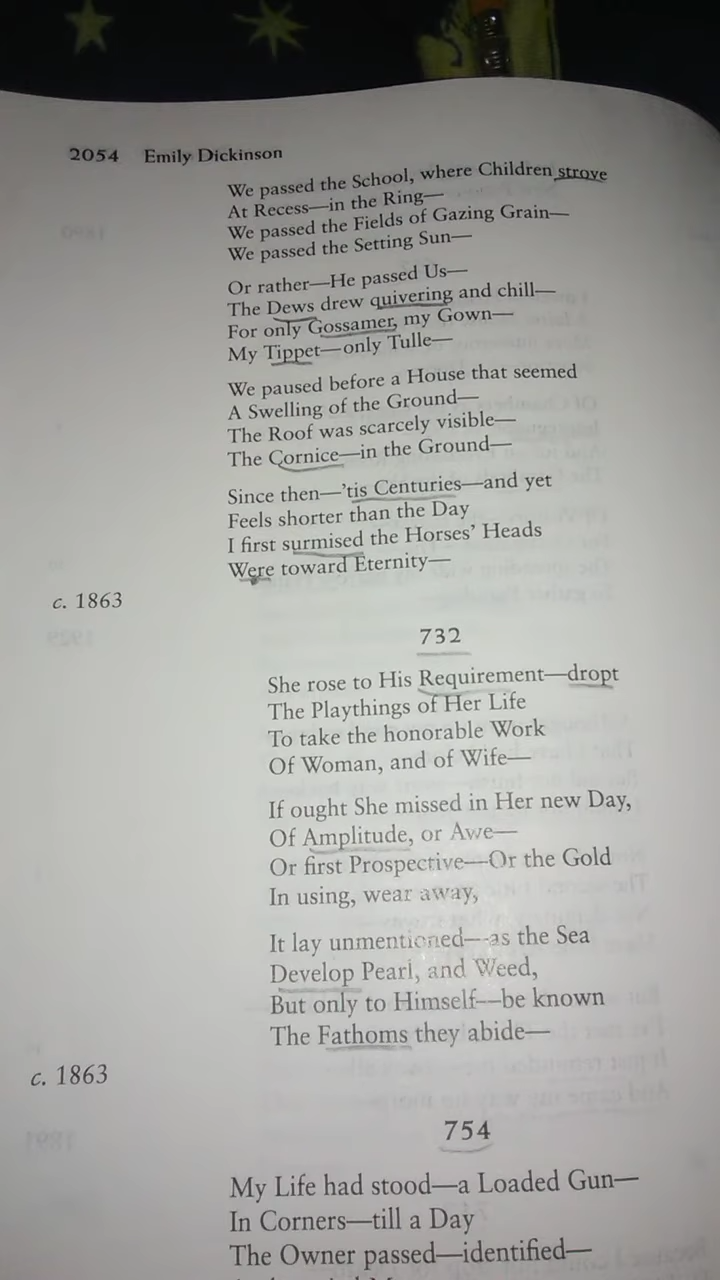 2054 Emily Dickinson
We passed the School, where Children strove
At Recess—in the Ring—
We passed the Fields of Gazing Grain—
We passed the Setting Sun—
Or rather—He passed Us—
The Dews drew quivering and chill—
For only Gossamer, my Gown—
My Tippet—only Tulle—
We paused before a House that seemed
A Swelling of the Ground—
The Roof was scarcely visible—
The Cornice—in the Ground—
Since then—'tis Centuries—and yet
Feels shorter than the Day
I first surmised the Horses' Heads
Were toward Eternity—
c. 1863
732
She rose to His Requirement—dropt
The Playthings of Her Life
To take the honorable Work
Of Woman, and of Wife—
If ought She missed in Her new Day,
Of Amplitude, or Awe—
Or first Prospective—Or the Gold
In using, wear away,
It lay unmentioned—as the Sea
Develop Pearl, and Weed,
But only to Himself—be known
The Fathoms they abide—
c. 1863
754
My Life had stood—a Loaded Gun—
In Corners—till a Day
The Owner passed—identified—